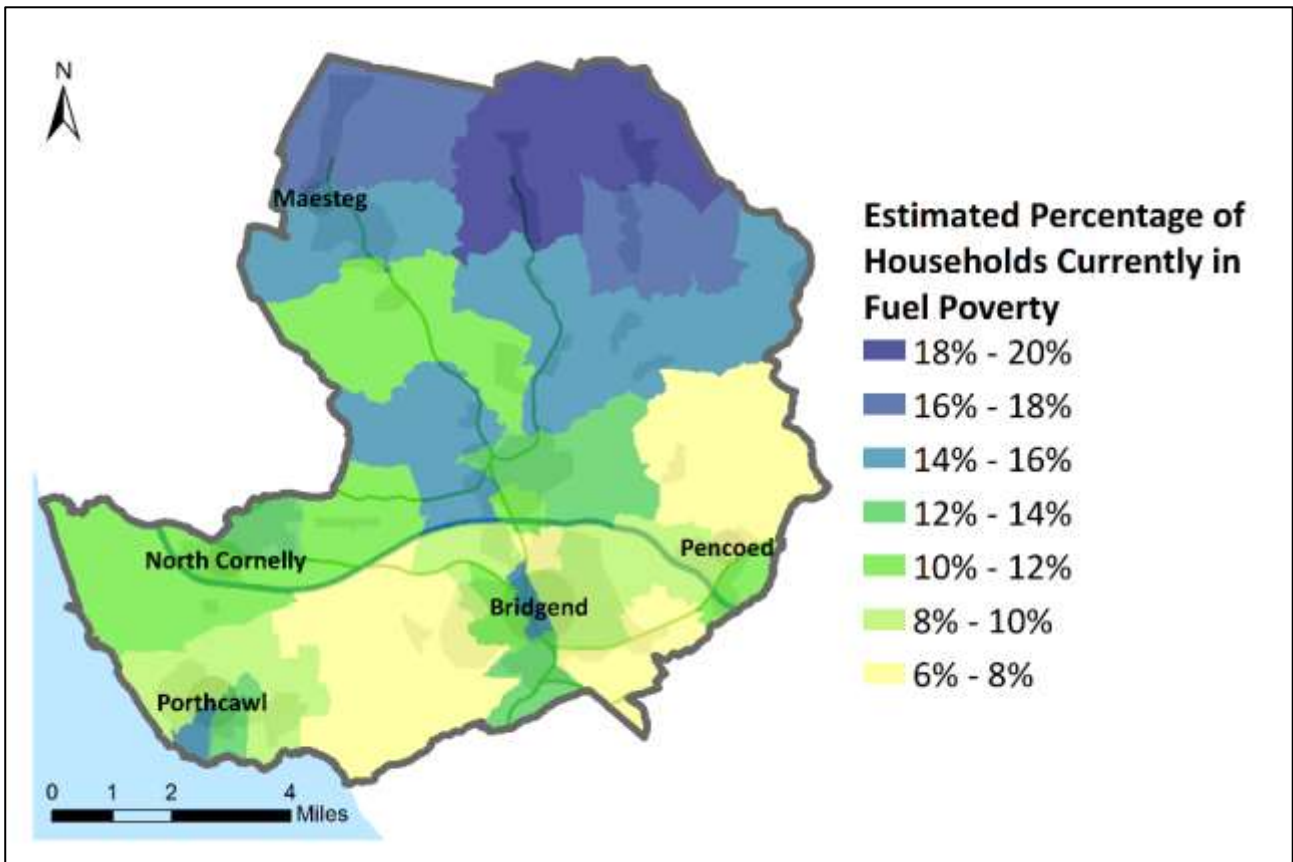 N
Maesteg
Estimated Percentage of
Households Currently in
Fuel Poverty
18% - 20%
16% - 18%
14% - 16%
12% - 14%
10% - 12%
8% - 10%
6% - 8%
North Cornelly
Pencoed
Bridgend
Porthcawl
0 1 2 4
Miles